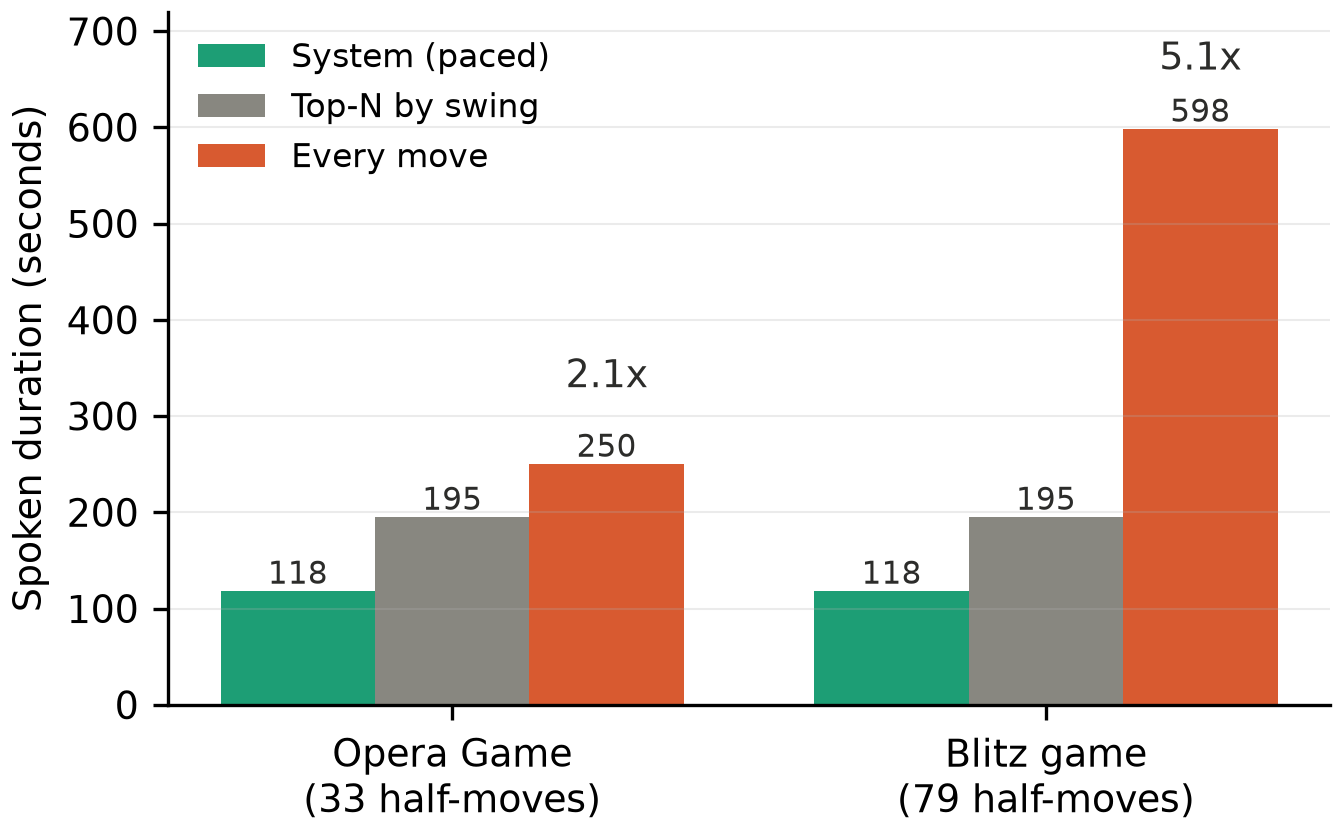 Spoken duration (seconds)
700
600
500
400
300
200
100
0
System (paced)
Top-N by swing
Every move
118
195
250
2.1x
118
195
598
5.1x
Opera Game
(33 half-moves)
Blitz game
(79 half-moves)